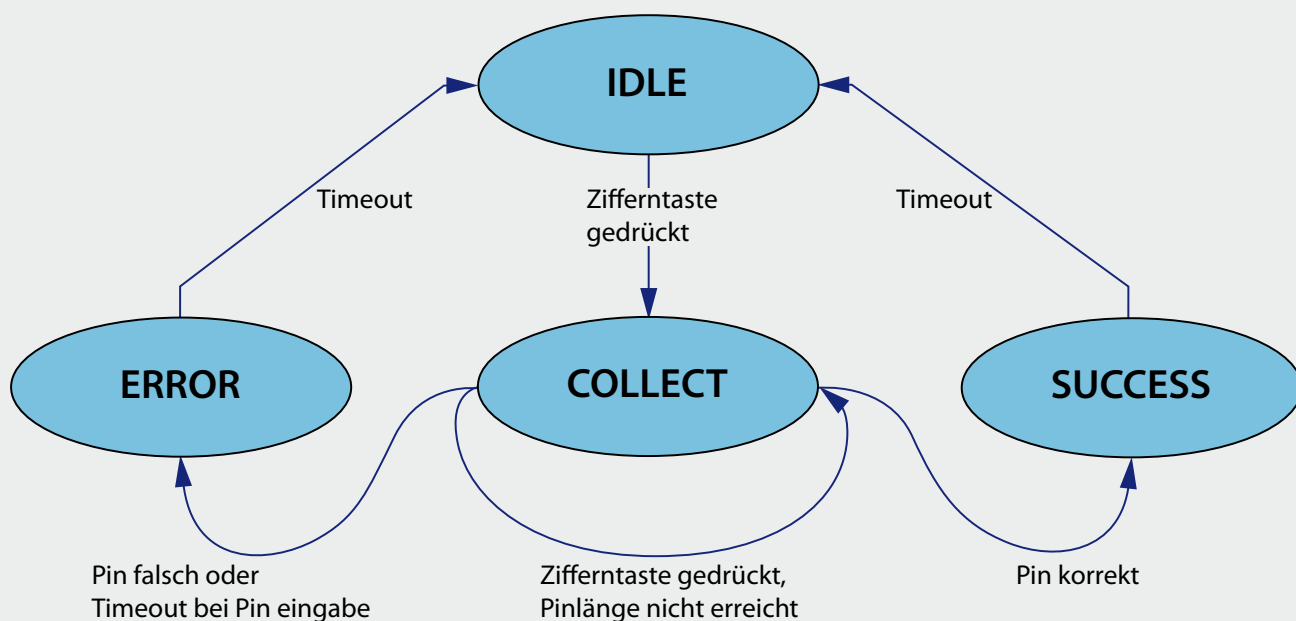 IDLE
Timeout
Zifferntaste
gedrückt
Timeout
ERROR
COLLECT
SUCCESS
Pin falsch oder
Timeout bei Pin eingabe
Zifferntaste gedrückt,
Pinlänge nicht erreicht
Pin korrekt